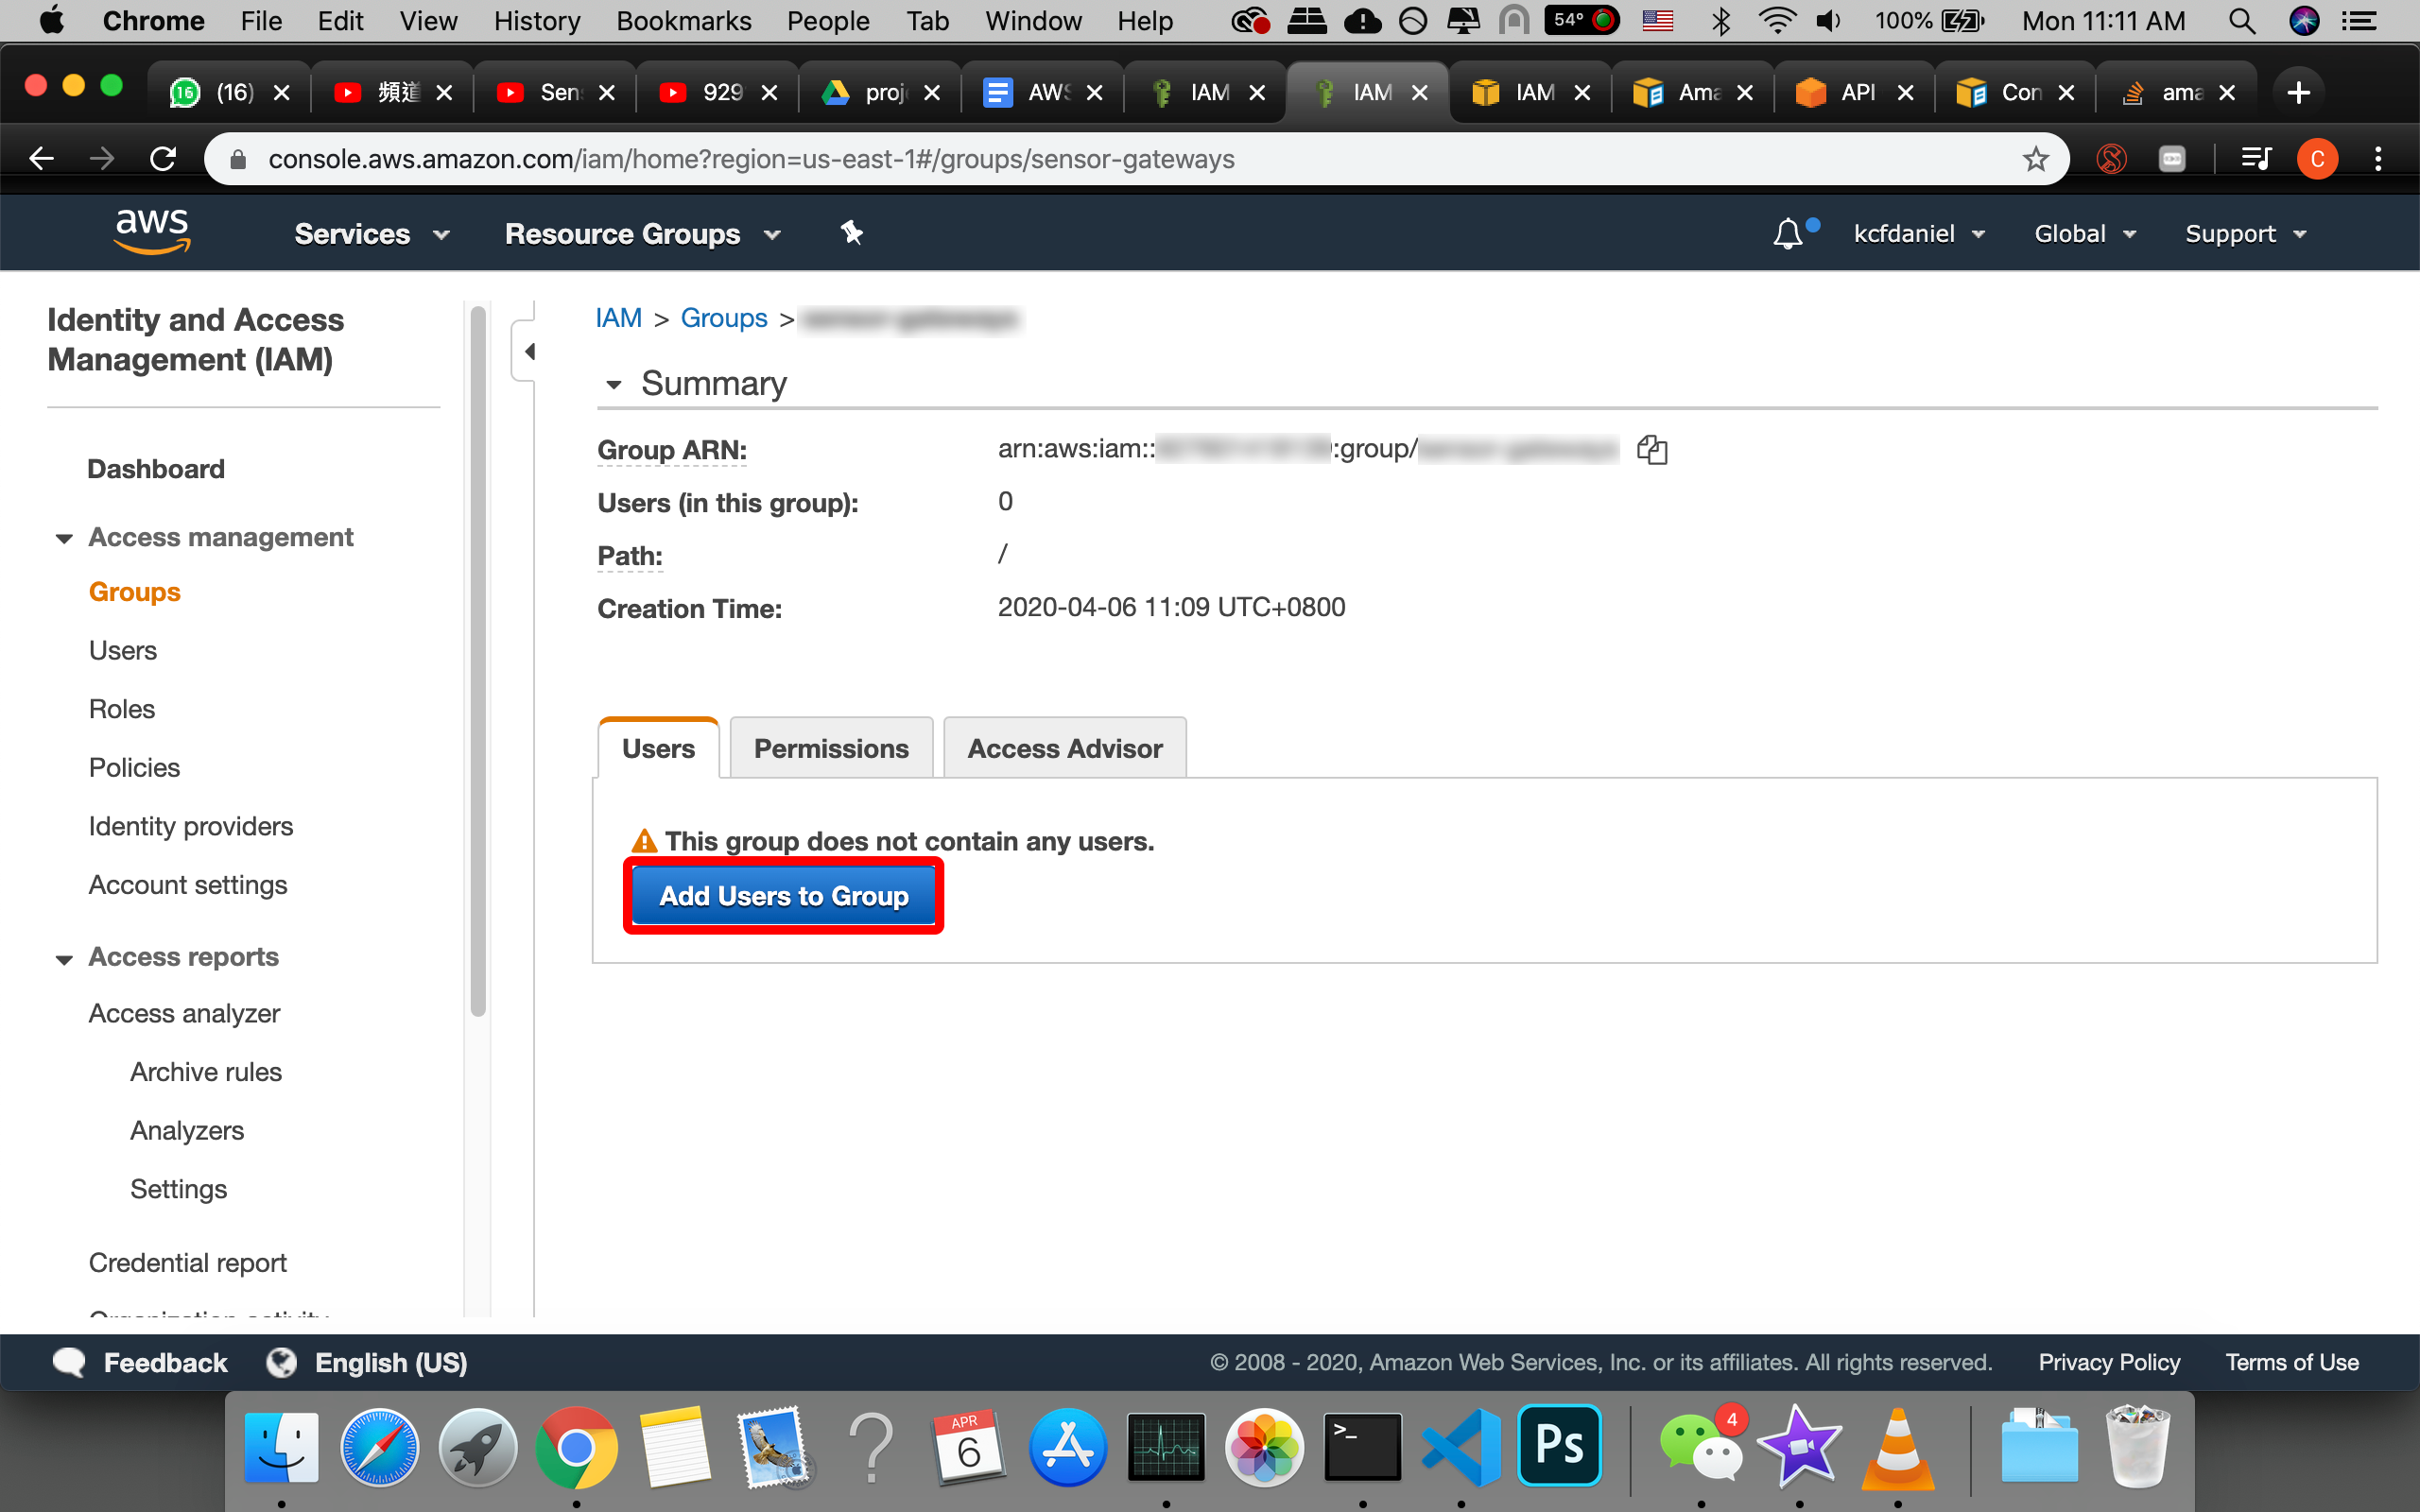 Chrome File Edit View History Bookmarks People Tab Window Help 54° 100% Mon 11:11 AM
16 (16) 頻道 Sen 929 proj AWS IAM IAM IAM Ama API Con ama
console.aws.amazon.com/iam/home?region=us-east-1#/groups/sensor-gateways C
aws Services Resource Groups kcfdaniel Global Support
Identity and Access
Management (IAM)
Dashboard
Access management
Groups
Users
Roles
Policies
Identity providers
Account settings
Access reports
Access analyzer
Archive rules
Analyzers
Settings
Credential report
Organization activity
IAM > Groups >
Summary
Group ARN: arn:aws:iam:: :group/
Users (in this group): 0
Path: /
Creation Time: 2020-04-06 11:09 UTC+0800
Users Permissions Access Advisor
This group does not contain any users.
Add Users to Group
Feedback English (US) © 2008 - 2020, Amazon Web Services, Inc. or its affiliates. All rights reserved. Privacy Policy Terms of Use
APR
6
>_
Ps
4